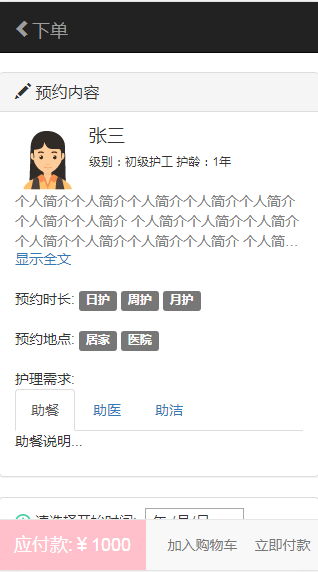 下单
预约内容
张三
级别：初级护工 护龄：1年
个人简介个人简介个人简介个人简介个人简介
个人简介个人简介 个人简介个人简介个人简介
个人简介个人简介个人简介个人简介 个人简...
显示全文
预约时长: 日护 周护 月护
预约地点: 居家 医院
护理需求:
助餐 助医 助洁
助餐说明...
请选择开始时间: 年 /月/日
应付款: ¥ 1000 加入购物车 立即付款